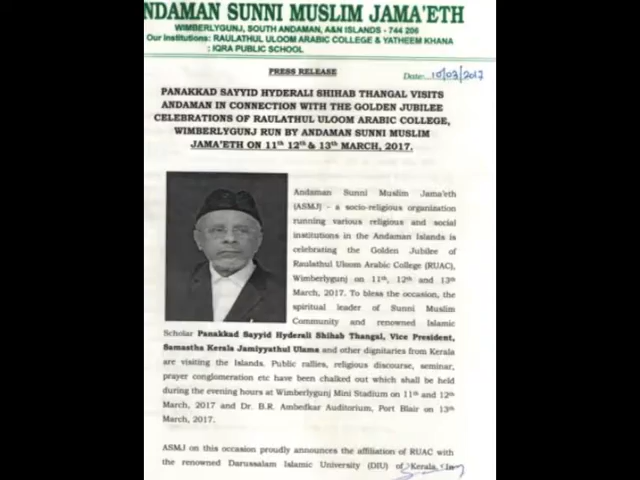 NDAMAN SUNNI MUSLIM JAMA'ETH
WIMBERLYGUNJ, SOUTH ANDAMAN, A&N ISLANDS - 744 206
Our Institutions: RAULATHUL ULOOM ARABIC COLLEGE & YATHEEM KHANA
: IQRA PUBLIC SCHOOL
PRESS RELEASE
Date: 10/03/2017
PANAKKAD SAYYID HYDERALI SHIHAB THANGAL VISITS
ANDAMAN IN CONNECTION WITH THE GOLDEN JUBILEE
CELEBRATIONS OF RAULATHUL ULOOM ARABIC COLLEGE,
WIMBERLYGUNJ RUN BY ANDAMAN SUNNI MUSLIM
JAMA'ETH ON 11th 12th & 13th MARCH, 2017.
Andaman Sunni Muslim Jama'eth
(ASMJ) - a socio-religious organization
running various religious and social
institutions in the Andaman Islands is
celebrating the Golden Jubilee of
Raulathul Uloom Arabic College (RUAC),
Wimberlygunj on 11th, 12th and 13th
March, 2017. To bless the occasion, the
spiritual leader of Sunni Muslim
Community and renowned Islamic
Scholar Panakkad Sayyid Hyderali Shihab Thangal, Vice President,
Samastha Kerala Jamiyyathul Ulame and other dignitaries from Kerala
are visiting the Islands. Public rallies, religious discourse, seminar,
prayer conglomeration etc have been chalked out which shall be held
during the evening hours at Wimberlygunj Mini Stadium on 11th and 12th
March, 2017 and Dr. B.R. Ambedkar Auditorium, Port Blair on 13th
March, 2017.
ASMJ on this occasion proudly announces the affiliation of RUAC with
the renowned Darussalam Islamic University (DIU) of Kerala. In